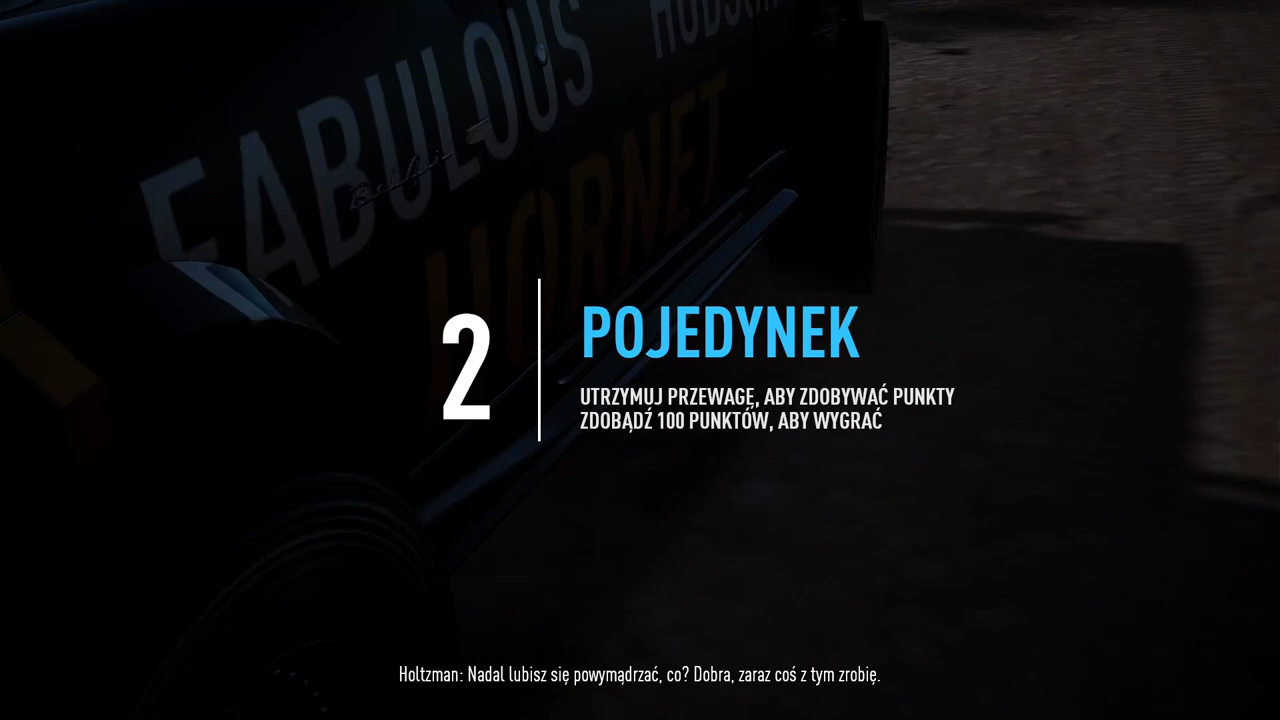 FABULOUS HUDSON
HORNET
2
POJEDYNEK
UTRZYMUJ PRZEWAGĘ, ABY ZDOBYWAĆ PUNKTY
ZDOBĄDŹ 100 PUNKTÓW, ABY WYGRAĆ
Holtzman: Nadal lubisz się powymądrzać, co? Dobra, zaraz coś z tym zrobię.